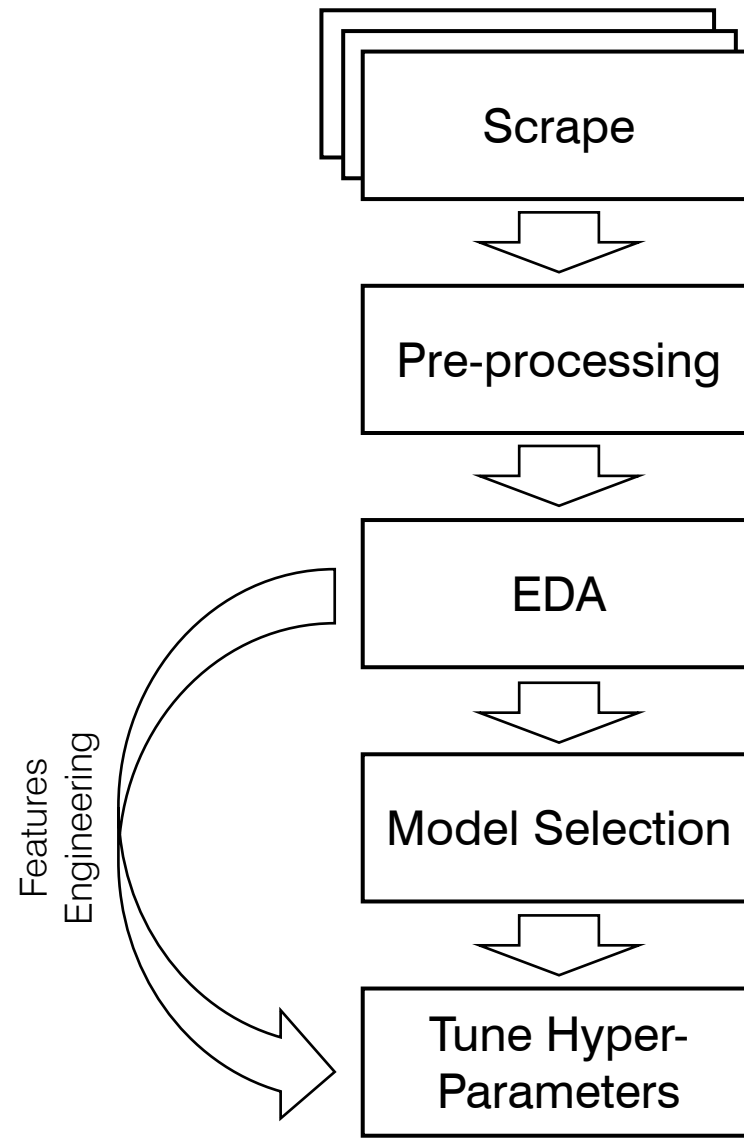 Scrape
Pre-processing
EDA
Features
Engineering
Model Selection
Tune Hyper-
Parameters